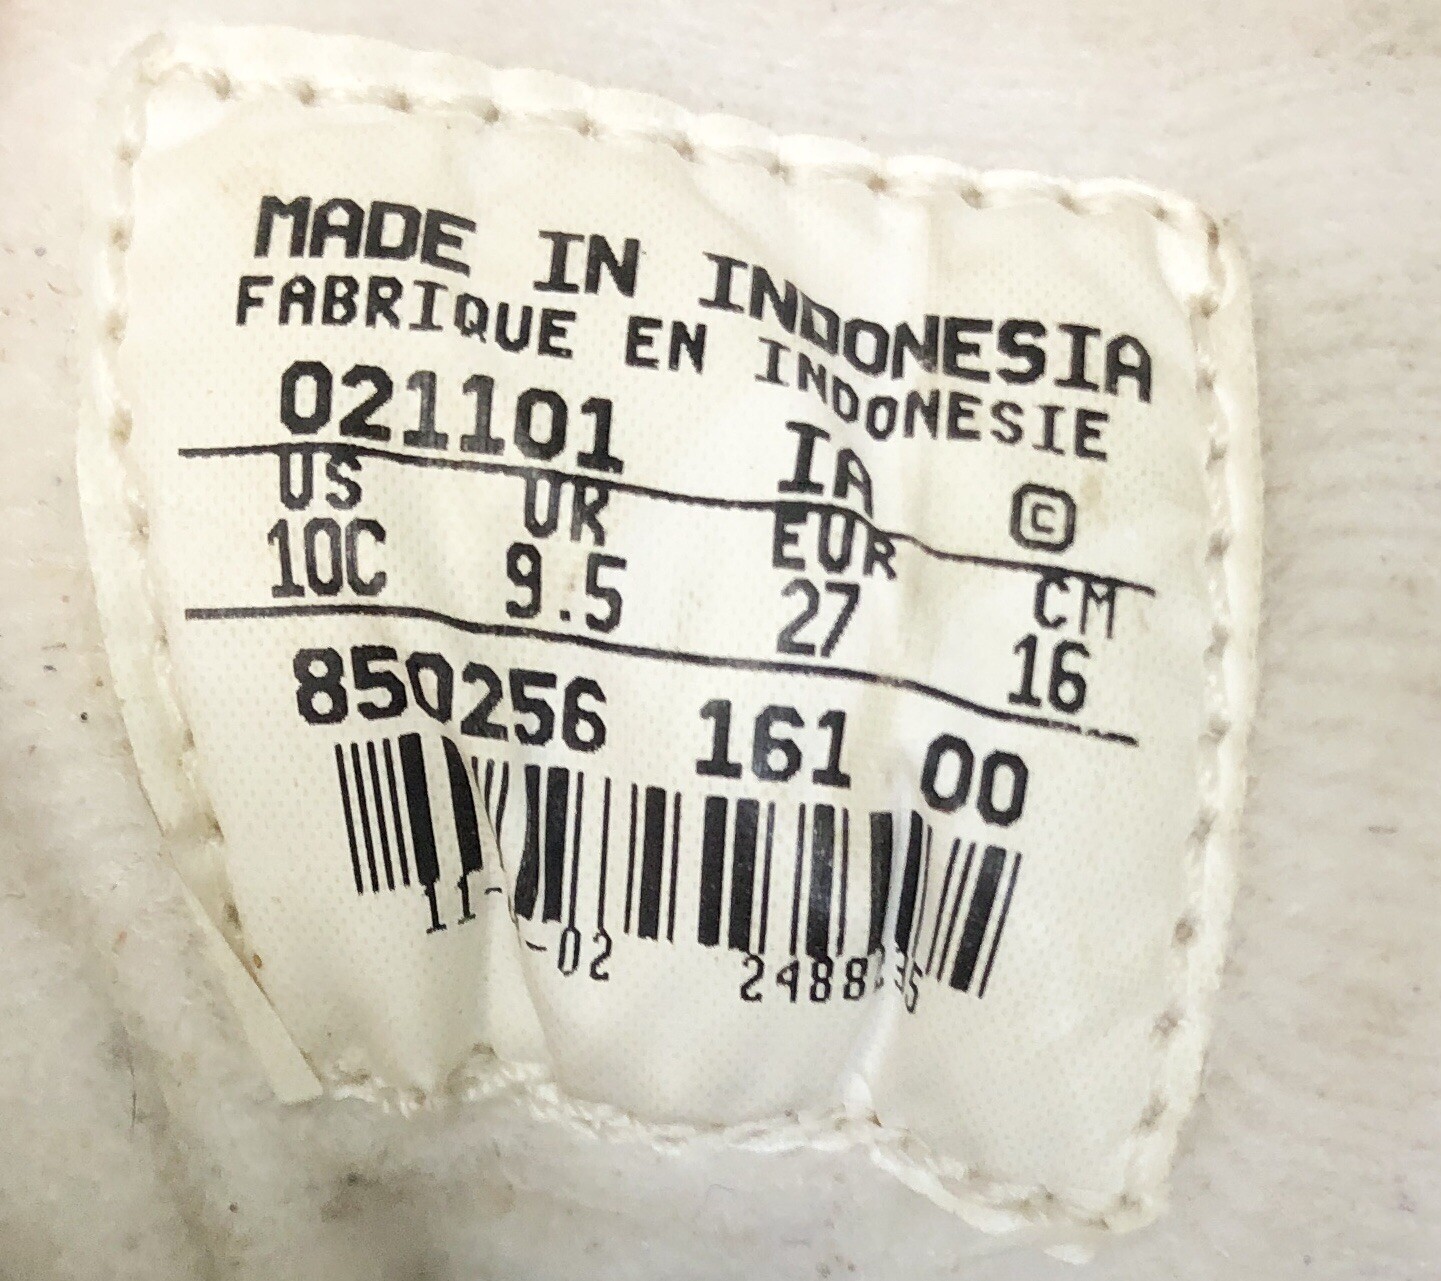 MADE IN INDONESIA
FABRIQUE EN INDONESIE
021101 IA ©
US UK EUR CM
10C 9.5 27 16
850256 161 00